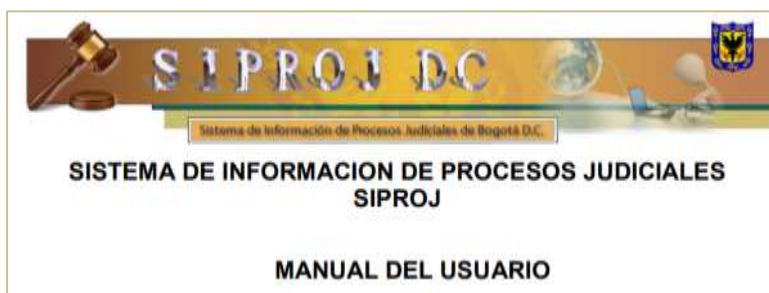 SIPROJ DC
Sistema de Información de Procesos Judiciales de Bogotá D.C.
SISTEMA DE INFORMACION DE PROCESOS JUDICIALES
SIPROJ
MANUAL DEL USUARIO